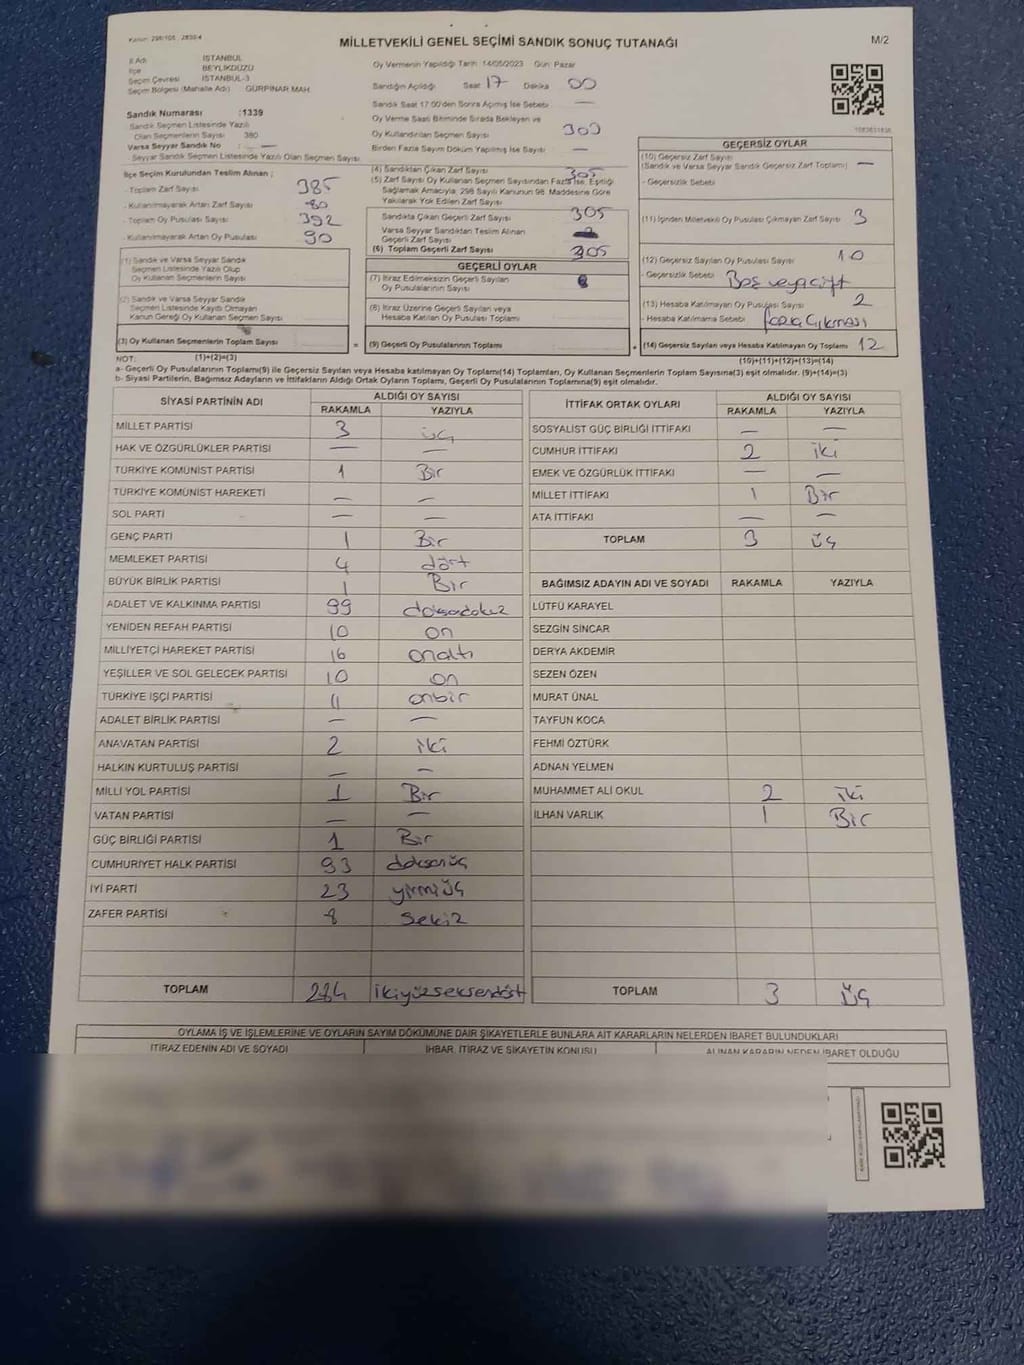 Kanun: 298/105 , 2839/4
MİLLETVEKİLİ GENEL SEÇİMİ SANDIK SONUÇ TUTANAĞI
M/2
İl Adı İSTANBUL
İlçe BEYLİKDÜZÜ
Seçim Çevresi İSTANBUL-3
Seçim Bölgesi (Mahalle Adı) GÜRPINAR MAH.
Sandık Numarası :1339
Sandık Seçmen Listesinde Yazılı
Olan Seçmenlerin Sayısı 380
Varsa Seyyar Sandık No : —
- Seyyar Sandık Seçmen Listesinde Yazılı Olan Seçmen Sayısı
İlçe Seçim Kurulundan Teslim Alınan ;
- Toplam Zarf Sayısı 385
- Kullanılmayarak Artan Zarf Sayısı 80
- Toplam Oy Pusulası Sayısı 392
- Kullanılmayarak Artan Oy Pusulası 90
(1) Sandık ve Varsa Seyyar Sandık
Seçmen Listesinde Yazılı Olup
Oy Kullanan Seçmenlerin Sayısı
(2) Sandık ve Varsa Seyyar Sandık
Seçmen Listesinde Kaydı Olmayan
Kanun Gereği Oy Kullanan Seçmen Sayısı
(3) Oy Kullanan Seçmenlerin Toplam Sayısı
Oy Vermenin Yapıldığı Tarih: 14/05/2023 Gün: Pazar
Sandığın Açıldığı Saat 17 Dakika 00
Sandık Saat 17:00'den Sonra Açılmış İse Sebebi —
Oy Verme Saati Bitiminde Sırada Bekleyen ve
Oy Kullandırılan Seçmen Sayısı 303
Birden Fazla Sayım Döküm Yapılmış İse Sayısı —
(4) Sandıktan Çıkan Zarf Sayısı 305
(5) Zarf Sayısı Oy Kullanan Seçmen Sayısından Fazla İse, Eşitliği
Sağlamak Amacıyla; 298 Sayılı Kanunun 98. Maddesine Göre
Yakılarak Yok Edilen Zarf Sayısı
Sandıkta Çıkan Geçerli Zarf Sayısı 305
Varsa Seyyar Sandıktan Teslim Alınan
Geçerli Zarf Sayısı
(6) Toplam Geçerli Zarf Sayısı 305
GEÇERLİ OYLAR
(7) İtiraz Edilmeksizin Geçerli Sayılan
Oy Pusulalarının Sayısı
(8) İtiraz Üzerine Geçerli Sayılan veya
Hesaba Katılan Oy Pusulası Toplamı
= (9) Geçerli Oy Pusulalarının Toplamı +
1083631836
GEÇERSİZ OYLAR
(10) Geçersiz Zarf Sayısı
(Sandık ve Varsa Seyyar Sandık Geçersiz Zarf Toplamı) —
- Geçersizlik Sebebi
(11) İçinden Milletvekili Oy Pusulası Çıkmayan Zarf Sayısı 3
(12) Geçersiz Sayılan Oy Pusulası Sayısı 10
- Geçersizlik Sebebi Boş veya çift
(13) Hesaba Katılmayan Oy Pusulası Sayısı 2
- Hesaba Katılmama Sebebi fazla Çıkması
(14) Geçersiz Sayılan veya Hesaba Katılmayan Oy Toplamı 12
NOT: (1)+(2)=(3) (10)+(11)+(12)+(13)=(14)
a- Geçerli Oy Pusulalarının Toplamı(9) ile Geçersiz Sayılan veya Hesaba katılmayan Oy Toplamı(14) Toplamları, Oy Kullanan Seçmenlerin Toplam Sayısına(3) eşit olmalıdır. (9)+(14)=(3)
b- Siyasi Partilerin, Bağımsız Adayların ve İttifakların Aldığı Ortak Oyların Toplamı, Geçerli Oy Pusulalarının Toplamına(9) eşit olmalıdır.
SİYASİ PARTİNİN ADI ALDIĞI OY SAYISI
RAKAMLA YAZIYLA
MİLLET PARTİSİ 3 üç
HAK VE ÖZGÜRLÜKLER PARTİSİ — —
TÜRKİYE KOMÜNİST PARTİSİ 1 Bir
TÜRKİYE KOMÜNİST HAREKETİ — —
SOL PARTİ — —
GENÇ PARTİ 1 Bir
MEMLEKET PARTİSİ 4 dört
BÜYÜK BİRLİK PARTİSİ 1 Bir
ADALET VE KALKINMA PARTİSİ 99 doksadokuz
YENİDEN REFAH PARTİSİ 10 on
MİLLİYETÇİ HAREKET PARTİSİ 16 onaltı
YEŞİLLER VE SOL GELECEK PARTİSİ 10 on
TÜRKİYE İŞÇİ PARTİSİ 11 onbir
ADALET BİRLİK PARTİSİ — —
ANAVATAN PARTİSİ 2 iki
HALKIN KURTULUŞ PARTİSİ — —
MİLLİ YOL PARTİSİ 1 Bir
VATAN PARTİSİ — —
GÜÇ BİRLİĞİ PARTİSİ 1 Bir
CUMHURİYET HALK PARTİSİ 93 doksanüç
İYİ PARTİ 23 yirmiüç
ZAFER PARTİSİ 8 Sekiz
TOPLAM 284 ikiyüzseksendört
İTTİFAK ORTAK OYLARI ALDIĞI OY SAYISI
RAKAMLA YAZIYLA
SOSYALİST GÜÇ BİRLİĞİ İTTİFAKI — —
CUMHUR İTTİFAKI 2 iki
EMEK VE ÖZGÜRLÜK İTTİFAKI — —
MİLLET İTTİFAKI 1 Bir
ATA İTTİFAKI — —
TOPLAM 3 üç
BAĞIMSIZ ADAYIN ADI VE SOYADI RAKAMLA YAZIYLA
LÜTFÜ KARAYEL
SEZGİN SİNCAR
DERYA AKDEMİR
SEZEN ÖZEN
MURAT ÜNAL
TAYFUN KOCA
FEHMİ ÖZTÜRK
ADNAN YELMEN
MUHAMMET ALİ OKUL 2 iki
İLHAN VARLIK 1 Bir
TOPLAM 3 Üç
OYLAMA İŞ VE İŞLEMLERİNE VE OYLARIN SAYIM DÖKÜMÜNE DAİR ŞİKAYETLERLE BUNLARA AİT KARARLARIN NELERDEN İBARET BULUNDUKLARI
İTİRAZ EDENİN ADI VE SOYADI İHBAR, İTİRAZ VE ŞİKAYETİN KONUSU ALINAN KARARIN NEDEN İBARET OLDUĞU